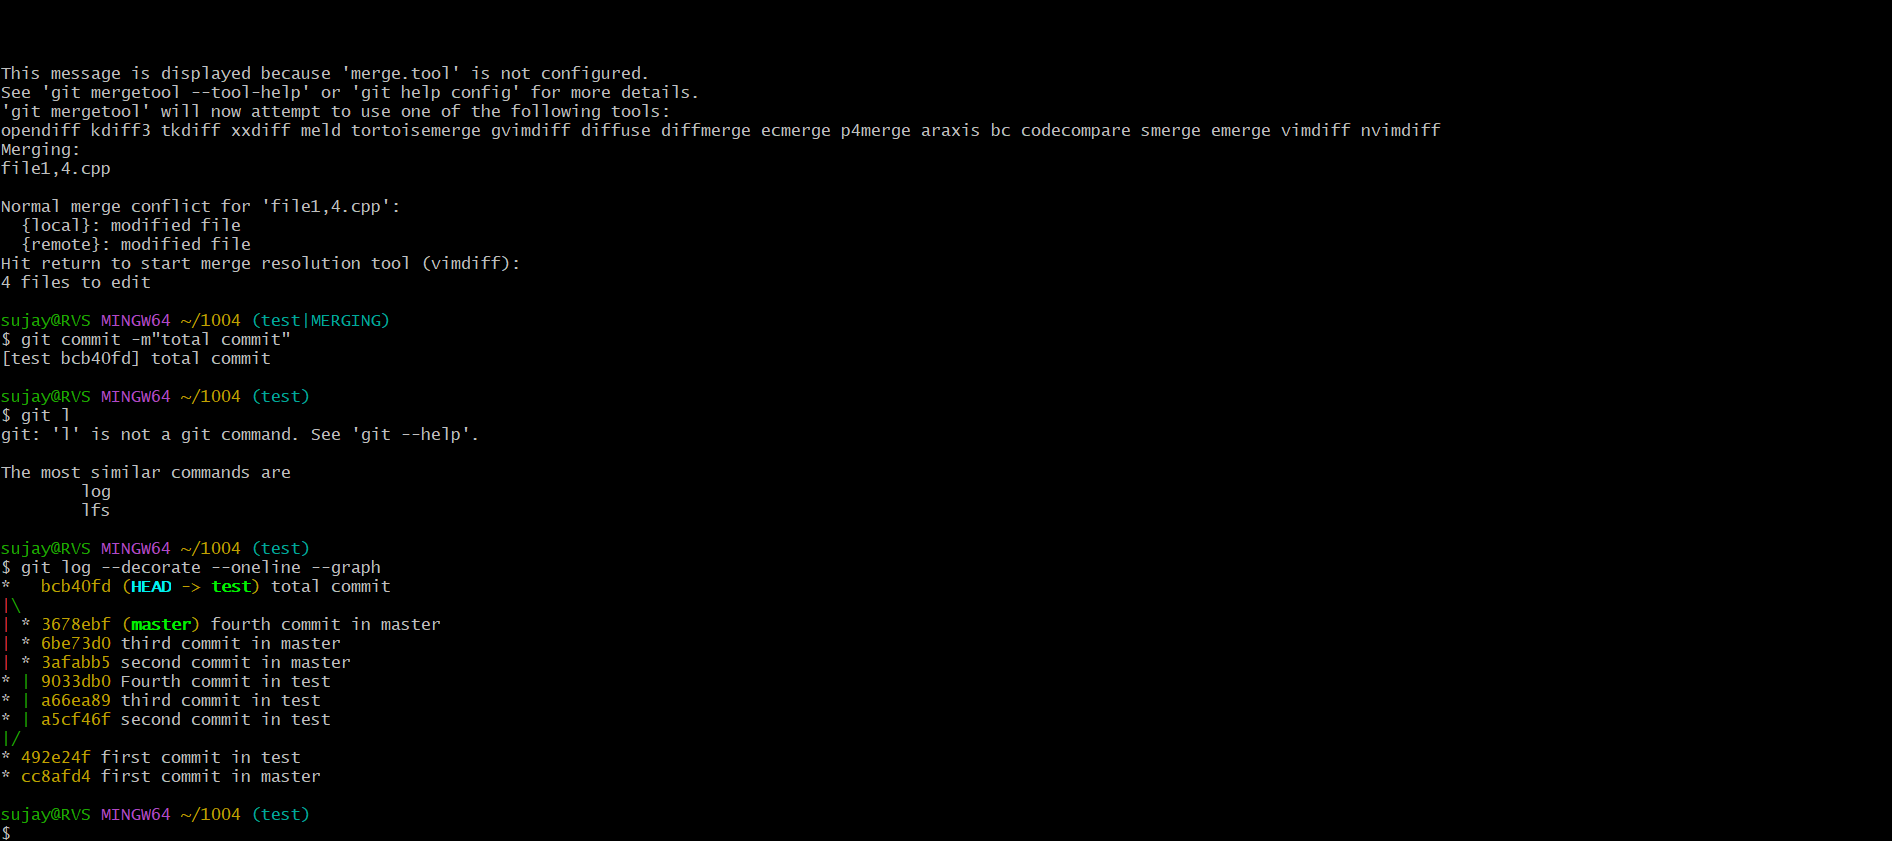 This message is displayed because 'merge.tool' is not configured.
See 'git mergetool --tool-help' or 'git help config' for more details.
'git mergetool' will now attempt to use one of the following tools:
opendiff kdiff3 tkdiff xxdiff meld tortoisemerge gvimdiff diffuse diffmerge ecmerge p4merge araxis bc codecompare smerge emerge vimdiff nvimdiff
Merging:
file1,4.cpp

Normal merge conflict for 'file1,4.cpp':
  {local}: modified file
  {remote}: modified file
Hit return to start merge resolution tool (vimdiff):
4 files to edit

sujay@RVS MINGW64 ~/1004 (test|MERGING)
$ git commit -m"total commit"
[test bcb40fd] total commit

sujay@RVS MINGW64 ~/1004 (test)
$ git l
git: 'l' is not a git command. See 'git --help'.

The most similar commands are
        log
        lfs

sujay@RVS MINGW64 ~/1004 (test)
$ git log --decorate --oneline --graph
*   bcb40fd (HEAD -> test) total commit
|\
| * 3678ebf (master) fourth commit in master
| * 6be73d0 third commit in master
| * 3afabb5 second commit in master
* | 9033db0 Fourth commit in test
* | a66ea89 third commit in test
* | a5cf46f second commit in test
|/
* 492e24f first commit in test
* cc8afd4 first commit in master

sujay@RVS MINGW64 ~/1004 (test)
$